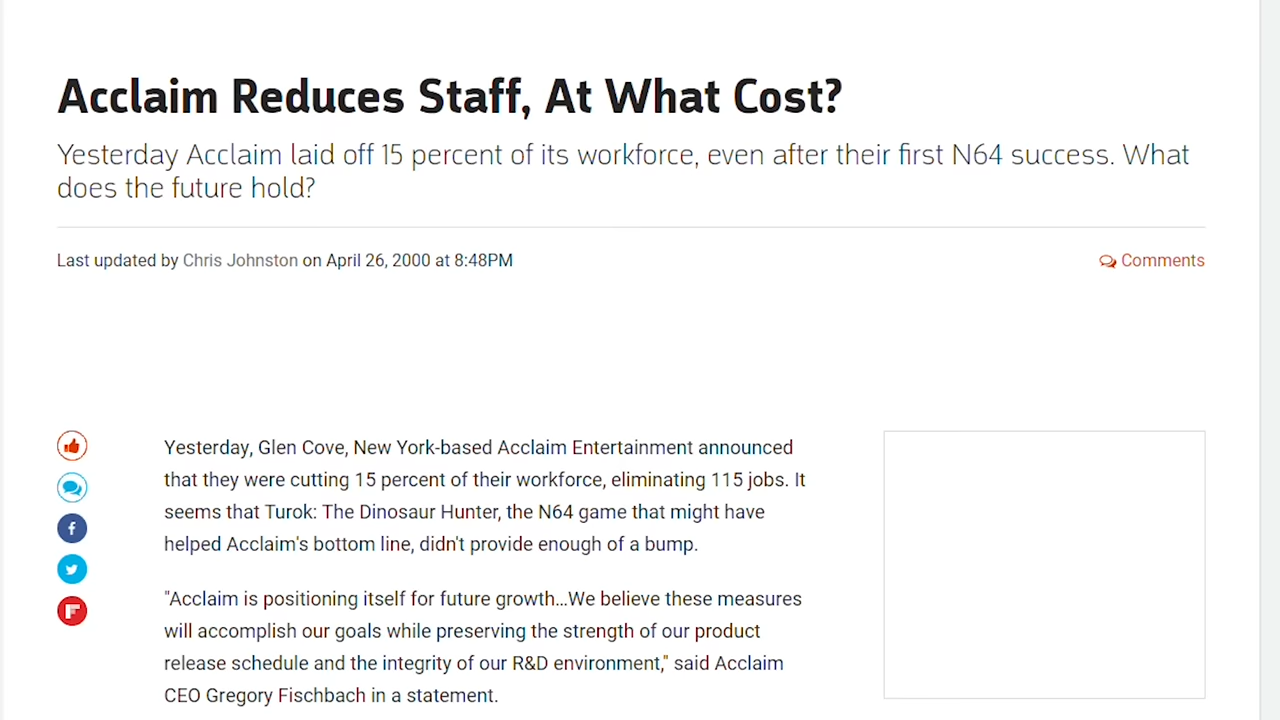 Acclaim Reduces Staff, At What Cost?
Yesterday Acclaim laid off 15 percent of its workforce, even after their first N64 success. What
does the future hold?
Last updated by Chris Johnston on April 26, 2000 at 8:48PM
Comments
Yesterday, Glen Cove, New York-based Acclaim Entertainment announced
that they were cutting 15 percent of their workforce, eliminating 115 jobs. It
seems that Turok: The Dinosaur Hunter, the N64 game that might have
helped Acclaim's bottom line, didn't provide enough of a bump.
"Acclaim is positioning itself for future growth...We believe these measures
will accomplish our goals while preserving the strength of our product
release schedule and the integrity of our R&D environment," said Acclaim
CEO Gregory Fischbach in a statement.